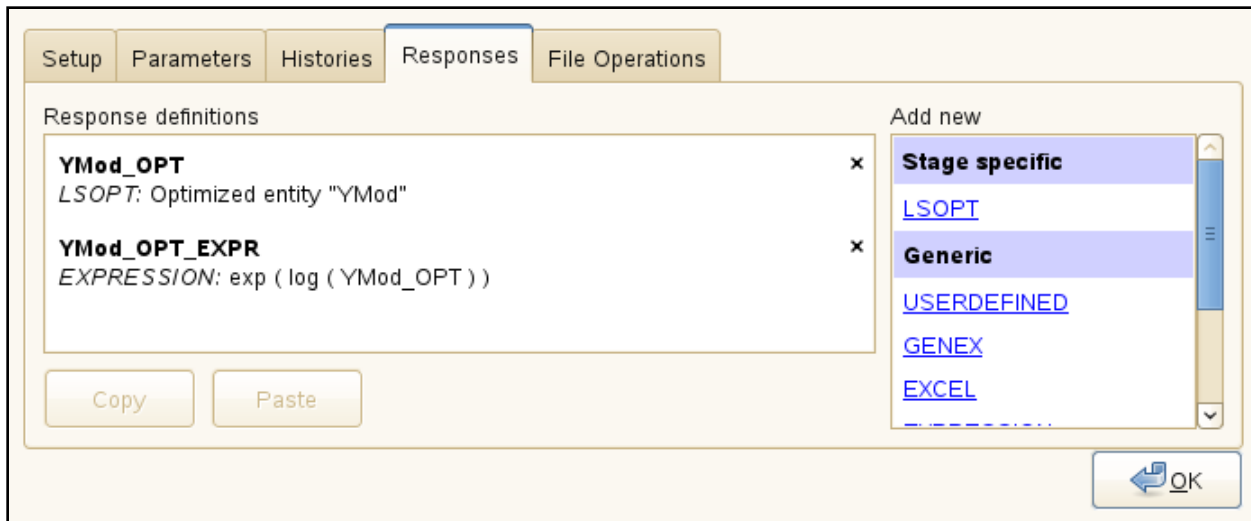 Setup
Parameters
Histories
Responses
File Operations
Response definitions
YMod_OPT
×
LSOPT: Optimized entity "YMod"
YMod_OPT_EXPR
×
EXPRESSION: exp ( log ( YMod_OPT ) )
Copy
Paste
Add new
Stage specific
LSOPT
Generic
USERDEFINED
GENEX
EXCEL
OK